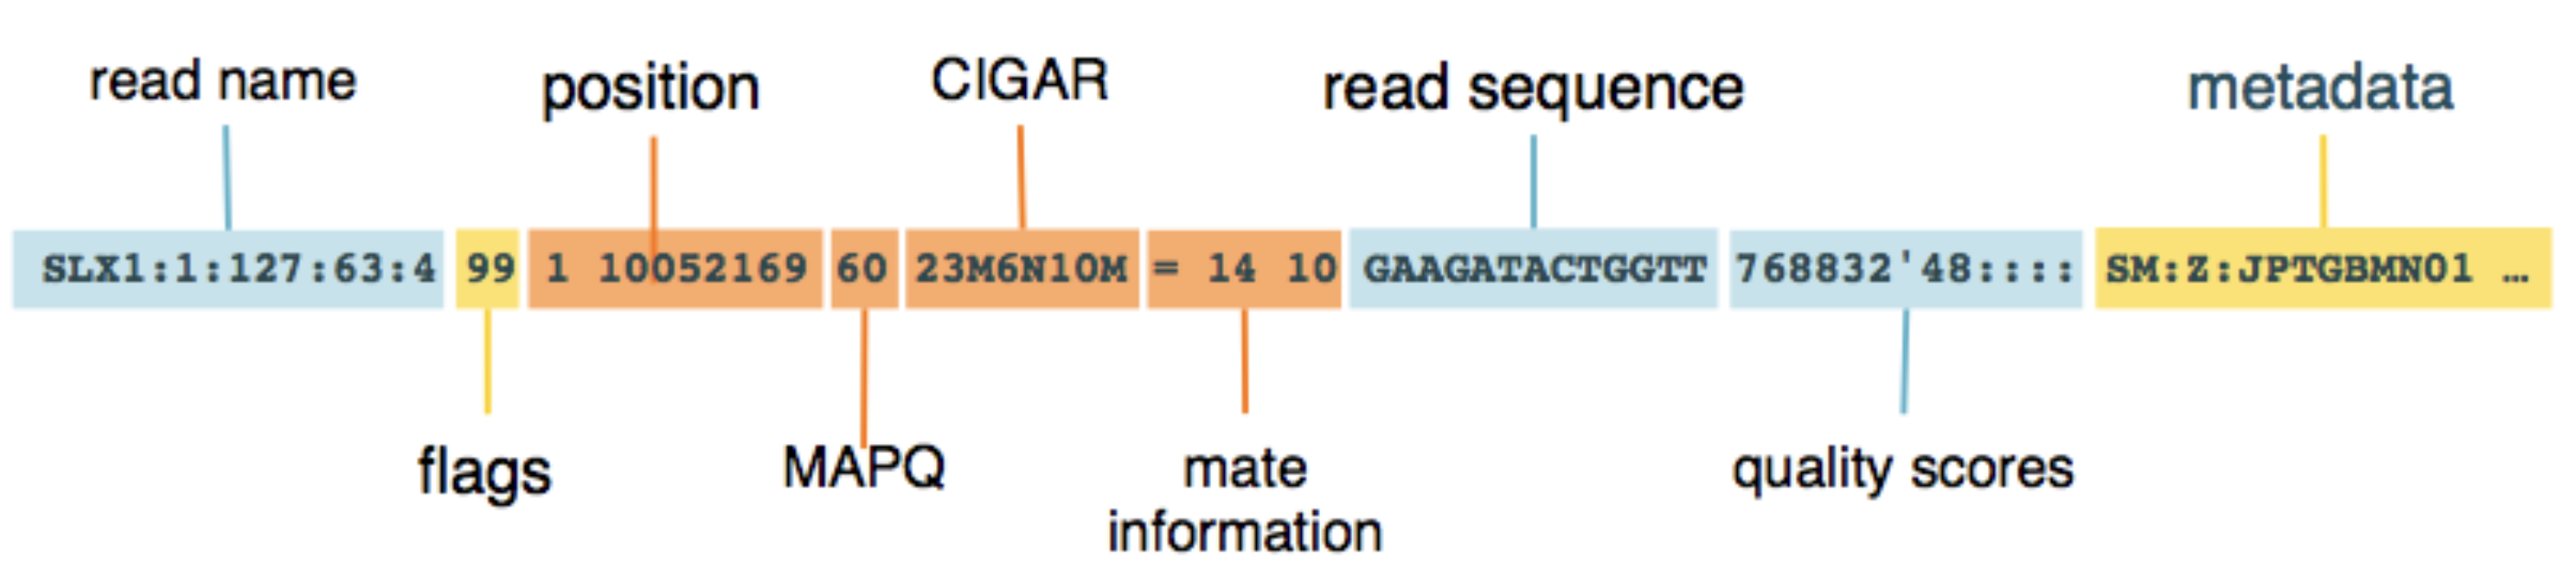 read name
position
CIGAR
read sequence
metadata
SLX1:1:127:63:4 99 1 10052169 60 23M6N10M = 14 10 GAAGATACTGGTT 768832'48:::: SM:Z:JPTGBMN01 …
flags
MAPQ
mate
information
quality scores